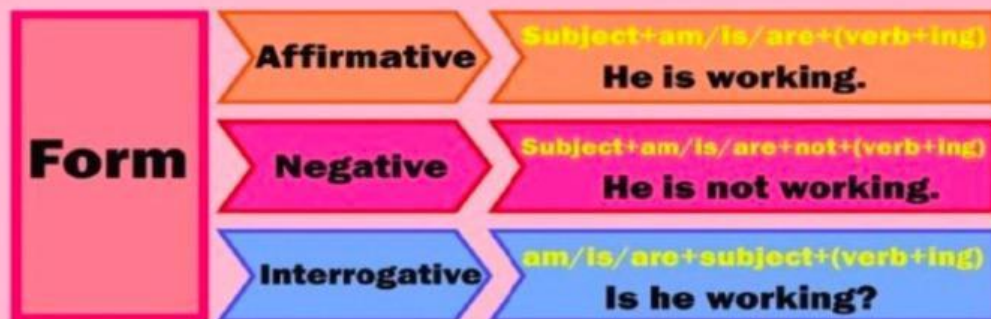 Form
Affirmative
Subject+am/is/are+(verb+ing)
He is working.
Negative
Subject+am/is/are+not+(verb+ing)
He is not working.
Interrogative
am/is/are+subject+(verb+ing)
Is he working?